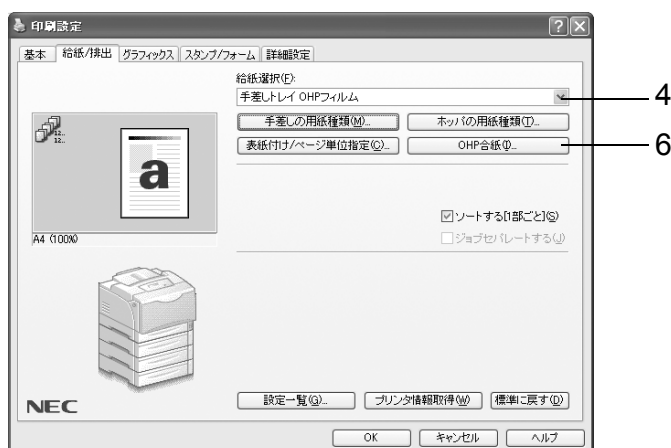 印刷設定
基本 給紙/排出 グラフィックス スタンプ/フォーム 詳細設定
給紙選択(F):
手差しトレイ OHPフィルム
4
手差しの用紙種類(M)... ホッパの用紙種類(T)...
表紙付け/ページ単位指定(C)... OHP合紙(I)...
6
12..
12..
a
A4 (100%)
ソートする[1部ごと](S)
ジョブセパレートする(J)
NEC
設定一覧(G)... プリンタ情報取得(W) 標準に戻す(D)
OK キャンセル ヘルプ